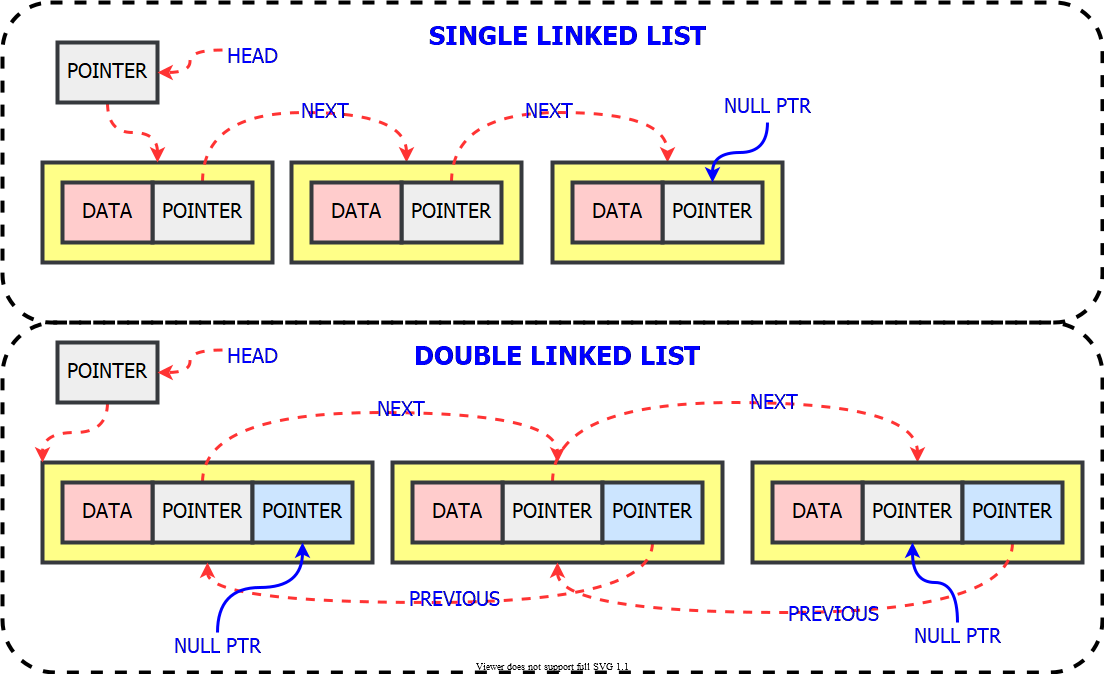 SINGLE LINKED LIST
POINTER
HEAD
NEXT
NEXT
NULL PTR
DATA
POINTER
DATA
POINTER
DATA
POINTER
DOUBLE LINKED LIST
POINTER
HEAD
NEXT
NEXT
DATA
POINTER
POINTER
DATA
POINTER
POINTER
DATA
POINTER
POINTER
PREVIOUS
PREVIOUS
NULL PTR
NULL PTR
Viewer does not support full SVG 1.1